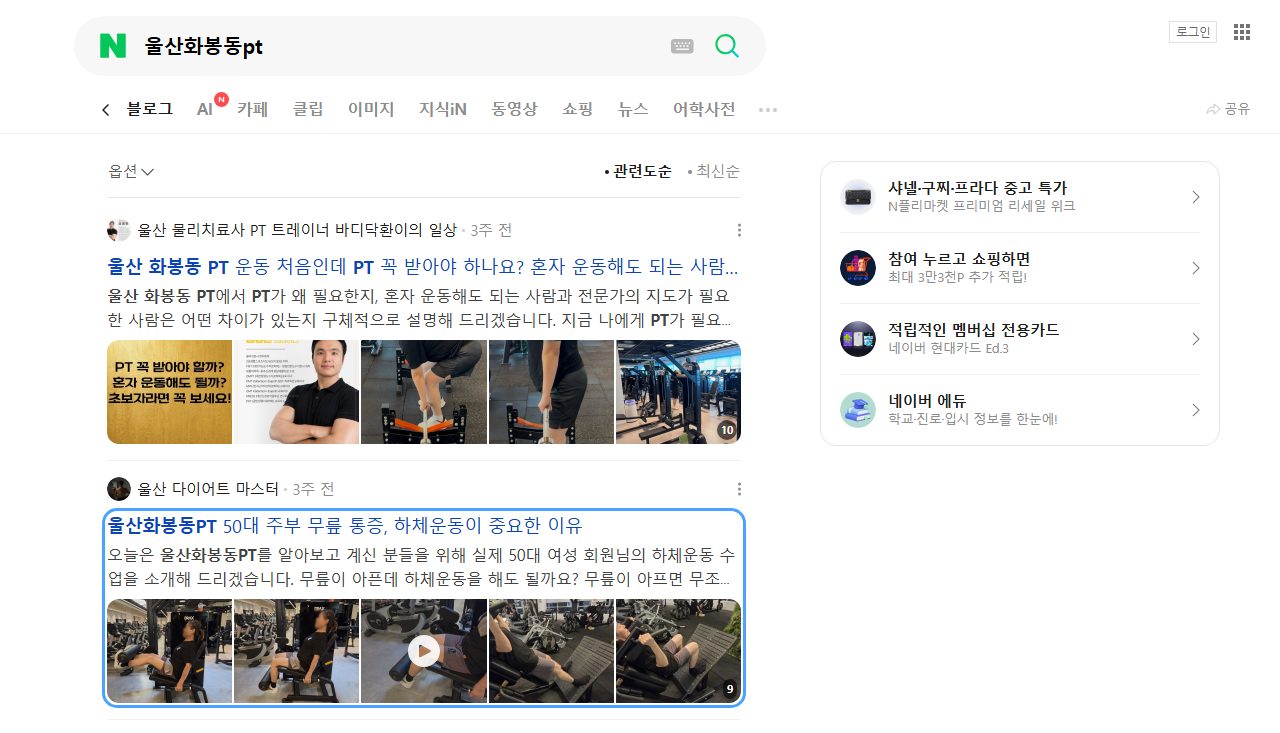 울산화봉동pt
로그인
블로그 AI N 카페 클립 이미지 지식iN 동영상 쇼핑 뉴스 어학사전
공유
옵션
관련도순 최신순
울산 물리치료사 PT 트레이너 바디닥환이의 일상 · 3주 전
울산 화봉동 PT 운동 처음인데 PT 꼭 받아야 하나요? 혼자 운동해도 되는 사람...
울산 화봉동 PT에서 PT가 왜 필요한지, 혼자 운동해도 되는 사람과 전문가의 지도가 필요
한 사람은 어떤 차이가 있는지 구체적으로 설명해 드리겠습니다. 지금 나에게 PT가 필요...
PT 꼭 받아야 할까?
혼자 운동해도 될까?
초보자라면 꼭 보세요!
10
울산 다이어트 마스터 · 3주 전
울산화봉동PT 50대 주부 무릎 통증, 하체운동이 중요한 이유
오늘은 울산화봉동PT를 알아보고 계신 분들을 위해 실제 50대 여성 회원님의 하체운동 수
업을 소개해 드리겠습니다. 무릎이 아픈데 하체운동을 해도 될까요? 무릎이 아프면 무조...
9
샤넬·구찌·프라다 중고 특가
N플리마켓 프리미엄 리세일 위크
참여 누르고 쇼핑하면
최대 3만3천P 추가 적립!
적립적인 멤버십 전용카드
네이버 현대카드 Ed.3
네이버 에듀
학교·진로·입시 정보를 한눈에!